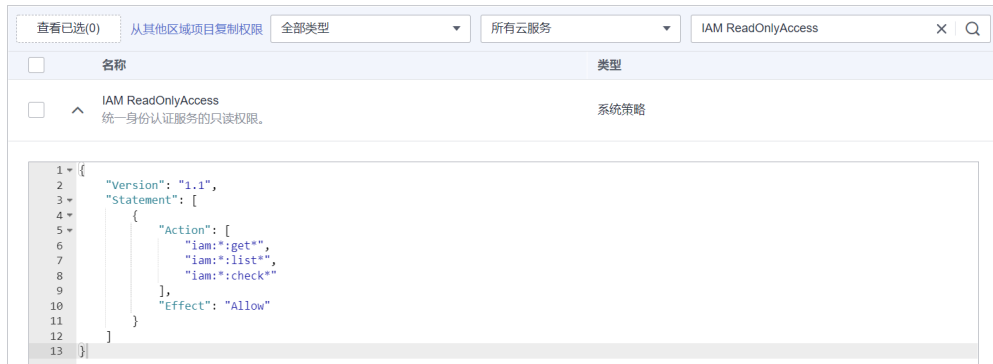 查看已选(0) 从其他区域项目复制权限 全部类型 所有云服务 IAM ReadOnlyAccess
名称 类型
IAM ReadOnlyAccess
统一身份认证服务的只读权限。 系统策略
1 {
2 "Version": "1.1",
3 "Statement": [
4 {
5 "Action": [
6 "iam:*:get*",
7 "iam:*:list*",
8 "iam:*:check*"
9 ],
10 "Effect": "Allow"
11 }
12 ]
13 }